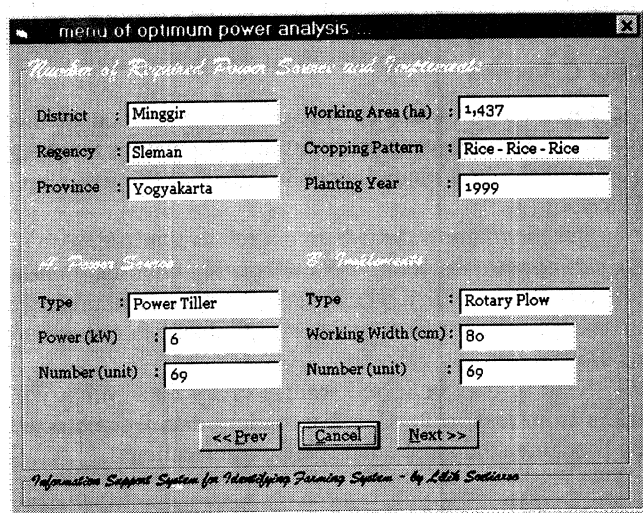 menu of optimum power analysis ...
Number of Required Power Source and Implements
District : Minggir
Working Area (ha) : 1,437
Regency : Sleman
Cropping Pattern : Rice - Rice - Rice
Province : Yogyakarta
Planting Year : 1999
A: Power Source ...
B: Implements
Type : Power Tiller
Type : Rotary Plow
Power (kW) : 6
Working Width (cm) : 80
Number (unit) : 69
Number (unit) : 69
<< Prev
Cancel
Next >>
Information Support System for Identifying Farming System - by Lilik Soetiarso